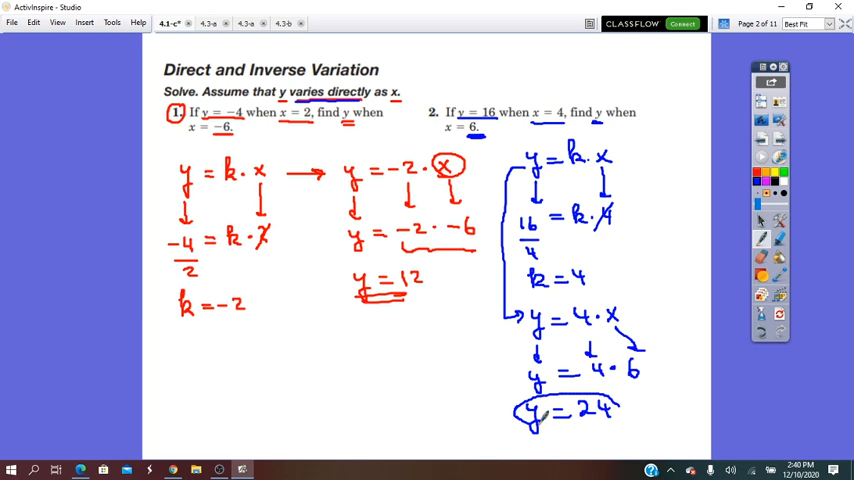 ActivInspire - Studio
File Edit View Insert Tools Help
4.1-c* 4.3-a 4.3-a 4.3-b
CLASSFLOW Connect
Page 2 of 11 Best Fit
Direct and Inverse Variation
Solve. Assume that y varies directly as x.
1. If y = −4 when x = 2, find y when
x = −6.
y = k · x → y = −2 · x
−4/2 = k · 2
y = −2 · −6
k = −2
y = 12
2. If y = 16 when x = 4, find y when
x = 6.
y = k · x
16/4 = k · 4
k = 4
y = 4 · x
y = 4 · 6
y = 24
2:40 PM
12/10/2020